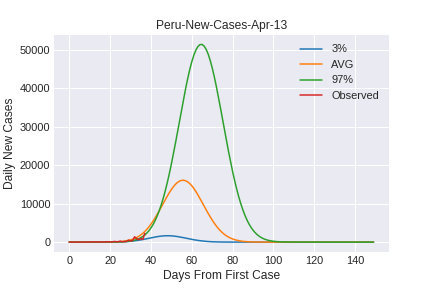 Peru-New-Cases-Apr-13
50000
40000
30000
20000
10000
0
Daily New Cases
3%
AVG
97%
Observed
0 20 40 60 80 100 120 140
Days From First Case